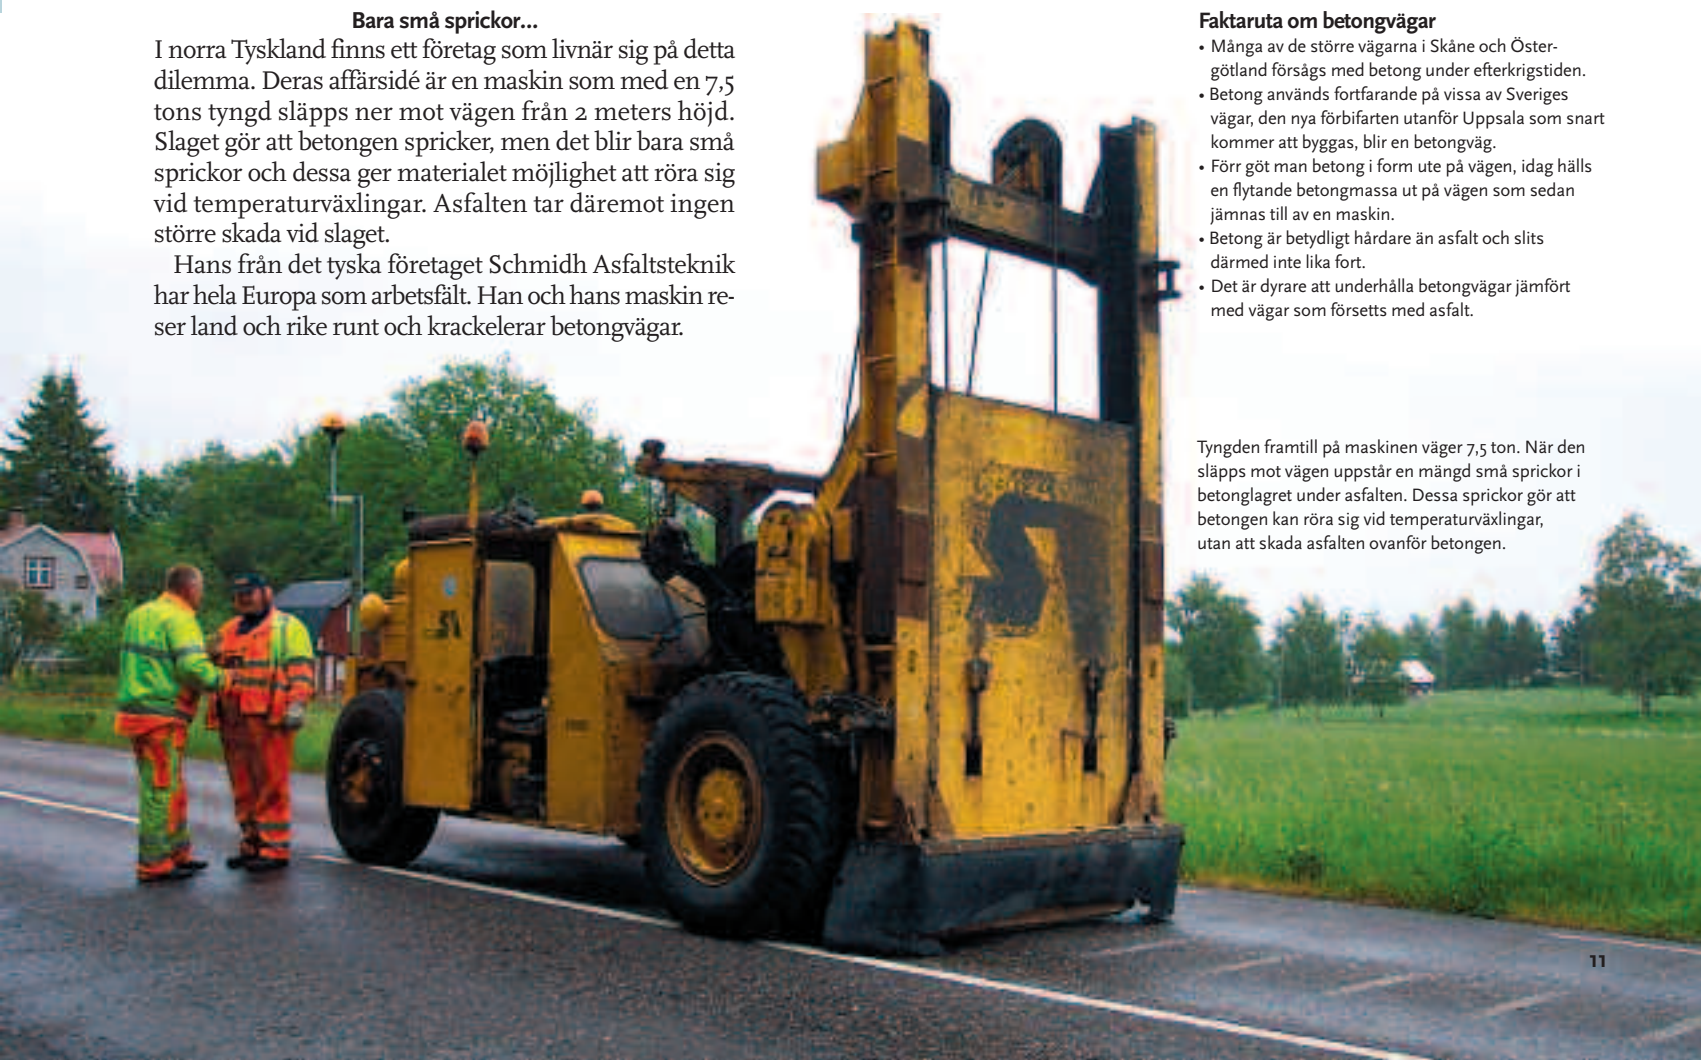 Bara små sprickor...
I norra Tyskland finns ett företag som livnär sig på detta
dilemma. Deras affärsidé är en maskin som med en 7,5
tons tyngd släpps ner mot vägen från 2 meters höjd.
Slaget gör att betongen spricker, men det blir bara små
sprickor och dessa ger materialet möjlighet att röra sig
vid temperaturväxlingar. Asfalten tar däremot ingen
större skada vid slaget.
Hans från det tyska företaget Schmidh Asfaltsteknik
har hela Europa som arbetsfält. Han och hans maskin re-
ser land och rike runt och krackelerar betongvägar.
Faktaruta om betongvägar
• Många av de större vägarna i Skåne och Öster-
götland försågs med betong under efterkrigstiden.
• Betong används fortfarande på vissa av Sveriges
vägar, den nya förbifarten utanför Uppsala som snart
kommer att byggas, blir en betongväg.
• Förr göt man betong i form ute på vägen, idag hälls
en flytande betongmassa ut på vägen som sedan
jämnas till av en maskin.
• Betong är betydligt hårdare än asfalt och slits
därmed inte lika fort.
• Det är dyrare att underhålla betongvägar jämfört
med vägar som försetts med asfalt.
Tyngden framtill på maskinen väger 7,5 ton. När den
släpps mot vägen uppstår en mängd små sprickor i
betonglagret under asfalten. Dessa sprickor gör att
betongen kan röra sig vid temperaturväxlingar,
utan att skada asfalten ovanför betongen.
11